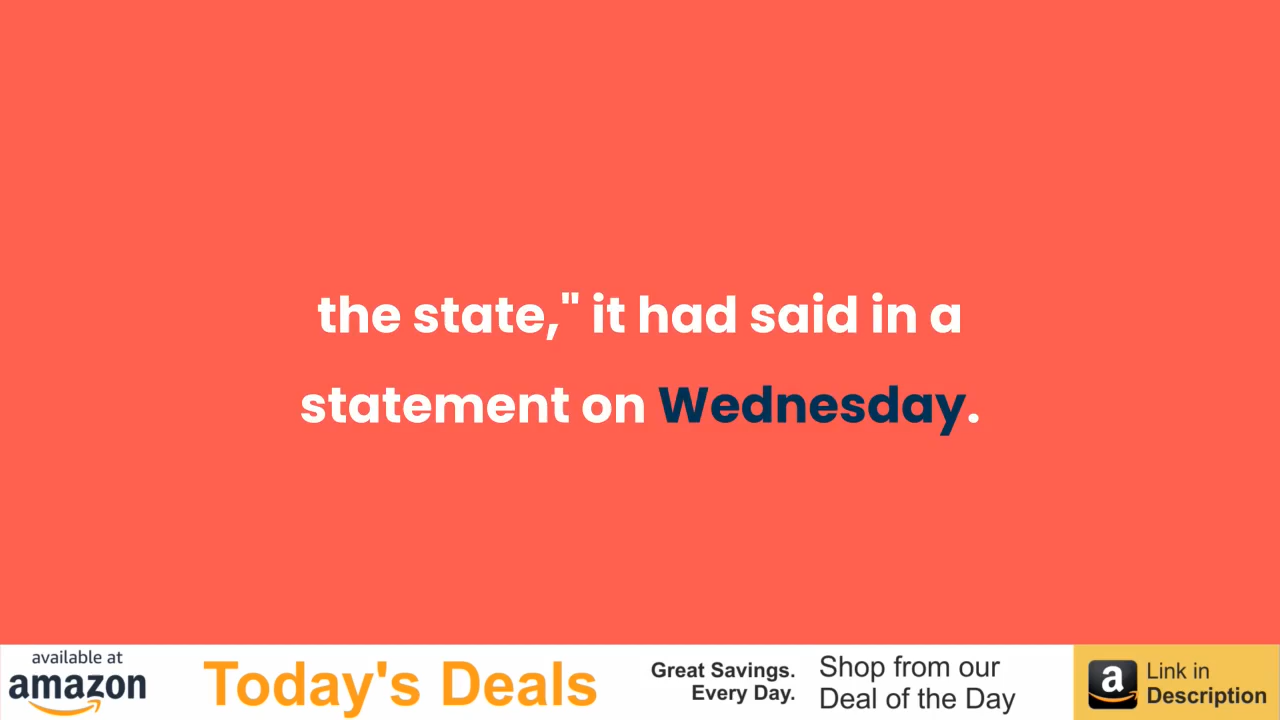 the state," it had said in a
statement on Wednesday.
available at
amazon
Today's Deals
Great Savings.
Every Day.
Shop from our
Deal of the Day
a
Link in
Description